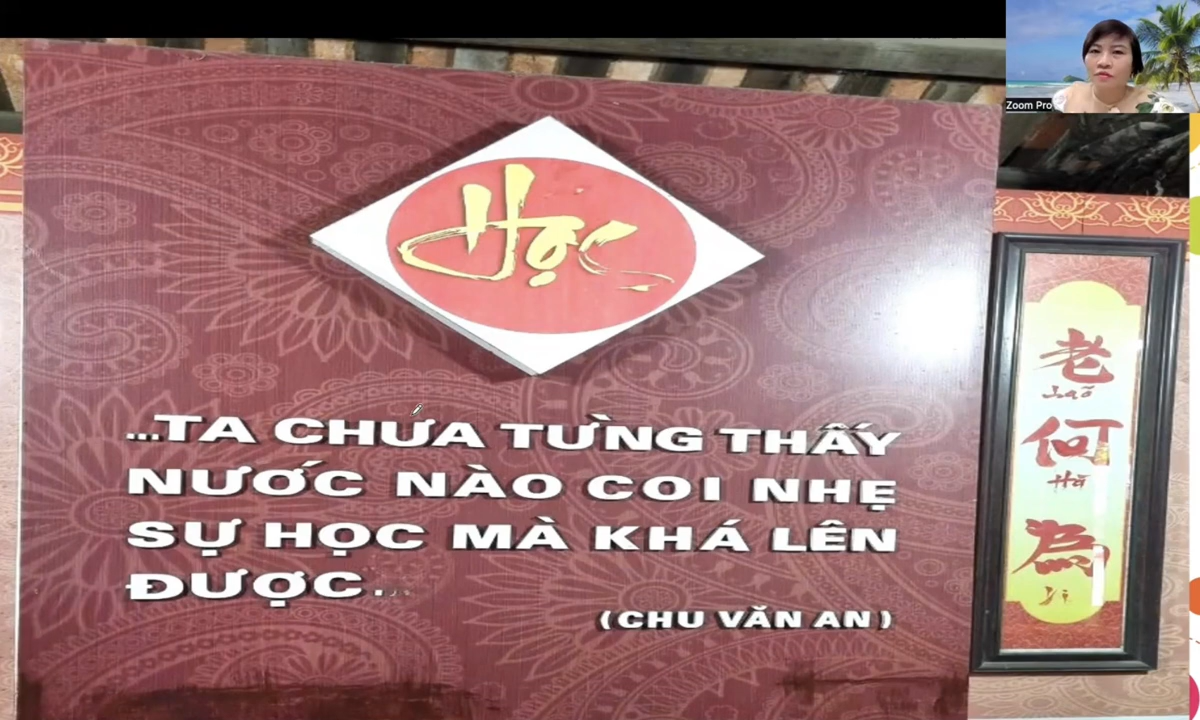 Zoom Pro
Học
...TA CHƯA TỪNG THẤY
NƯỚC NÀO COI NHẸ
SỰ HỌC MÀ KHÁ LÊN
ĐƯỢC...
(CHU VĂN AN)
老
Lão
何
Hà
為
Vi